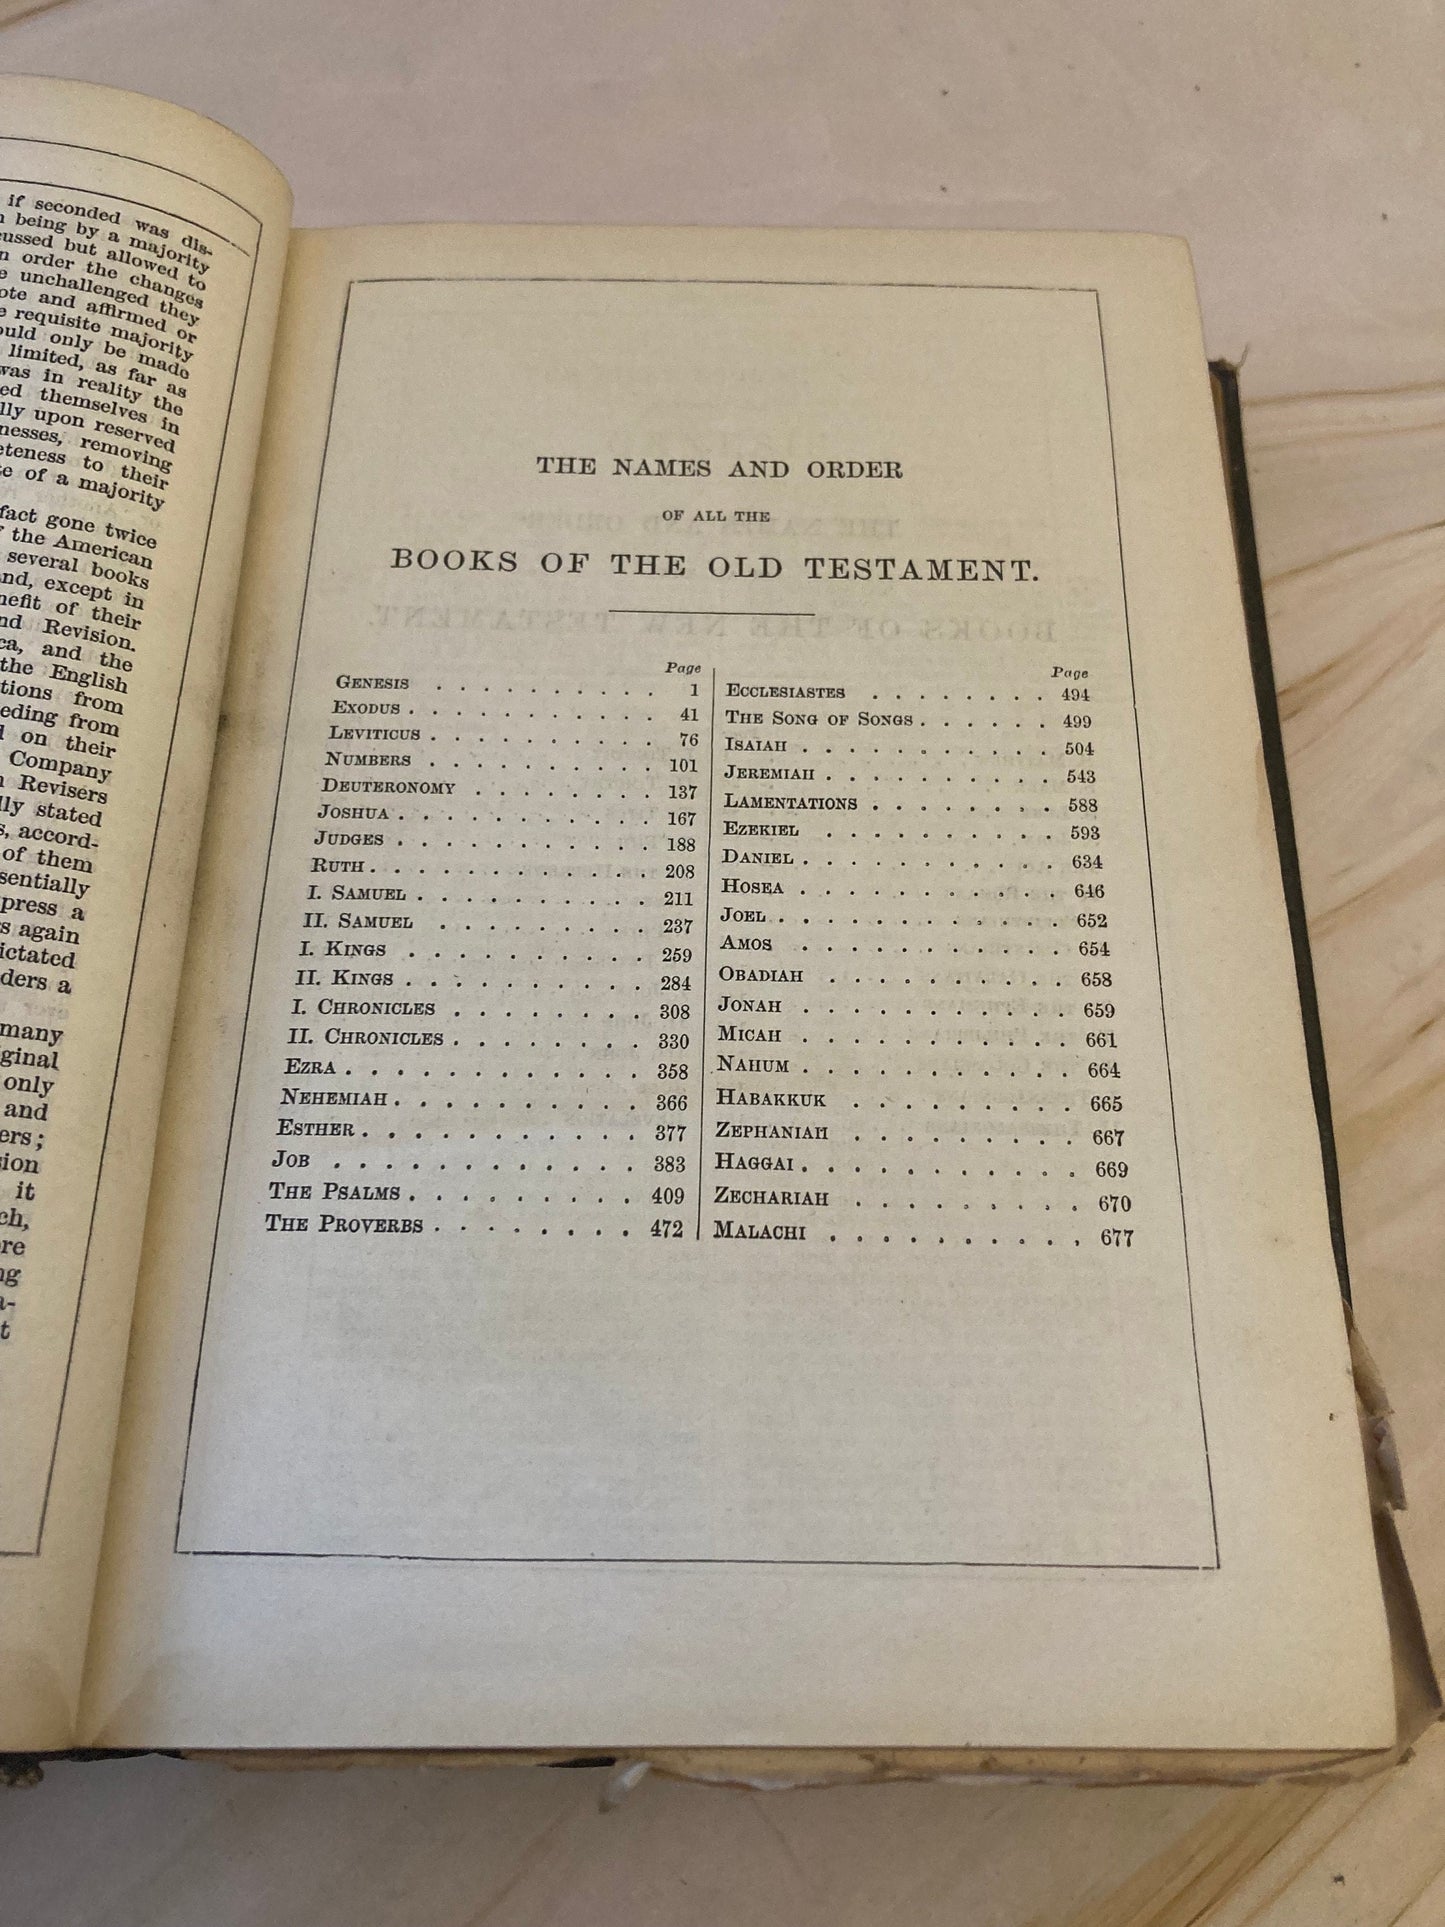 if seconded was dis-
being by a majority
cussed but allowed to
order the changes
unchallenged they
and affirmed or
requisite majority
only be made
limited, as far as
was in reality the
themselves in
upon reserved
removing
to their
of a majority
fact gone twice
the American
several books
except in
of their
Revision.
and the
the English
from
from
on their
Company
Revisers
stated
accord-
of them
a
again
a
many
only
and
it
THE NAMES AND ORDER
OF ALL THE
BOOKS OF THE OLD TESTAMENT.
Page
GENESIS . . . . . . . . . . 1
EXODUS . . . . . . . . . . . 41
LEVITICUS . . . . . . . . . . 76
NUMBERS . . . . . . . . . . 101
DEUTERONOMY . . . . . . . . 137
JOSHUA . . . . . . . . . . . 167
JUDGES . . . . . . . . . . . 188
RUTH . . . . . . . . . . . . 208
I. SAMUEL . . . . . . . . . . 211
II. SAMUEL . . . . . . . . . 237
I. KINGS . . . . . . . . . . 259
II. KINGS . . . . . . . . . . 284
I. CHRONICLES . . . . . . . . 308
II. CHRONICLES . . . . . . . . 330
EZRA . . . . . . . . . . . . 358
NEHEMIAH . . . . . . . . . . 366
ESTHER . . . . . . . . . . . 377
JOB . . . . . . . . . . . . 383
THE PSALMS . . . . . . . . . 409
THE PROVERBS . . . . . . . . 472
Page
ECCLESIASTES . . . . . . . . 494
THE SONG OF SONGS . . . . . . 499
ISAIAH . . . . . . . . . . . 504
JEREMIAH . . . . . . . . . . 543
LAMENTATIONS . . . . . . . . 588
EZEKIEL . . . . . . . . . . 593
DANIEL . . . . . . . . . . . 634
HOSEA . . . . . . . . . . . 646
JOEL . . . . . . . . . . . . 652
AMOS . . . . . . . . . . . 654
OBADIAH . . . . . . . . . . 658
JONAH . . . . . . . . . . . 659
MICAH . . . . . . . . . . . 661
NAHUM . . . . . . . . . . . 664
HABAKKUK . . . . . . . . . 665
ZEPHANIAH . . . . . . . . . 667
HAGGAI . . . . . . . . . . . 669
ZECHARIAH . . . . . . . . . 670
MALACHI . . . . . . . . . . 677